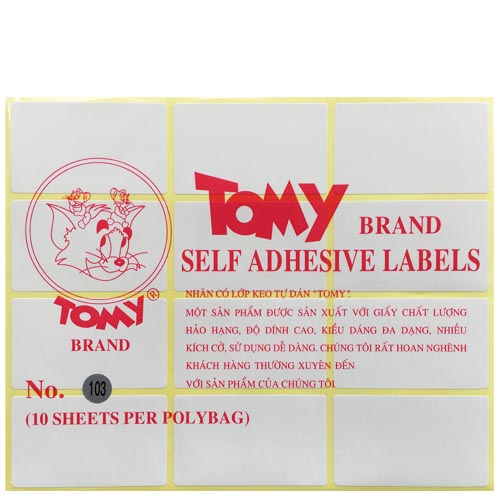 TOMY BRAND
SELF ADHESIVE LABELS
TOMY ®
BRAND
NHÃN CÓ LỚP KEO TỰ DÁN "TOMY".
MỘT SẢN PHẨM ĐƯỢC SẢN XUẤT VỚI GIẤY CHẤT LƯỢNG
HẢO HẠNG, ĐỘ DÍNH CAO, KIỂU DÁNG ĐA DẠNG, NHIỀU
KÍCH CỞ, SỬ DỤNG DỄ DÀNG. CHÚNG TÔI RẤT HOAN NGHÊNH
KHÁCH HÀNG THƯỜNG XUYÊN ĐẾN
VỚI SẢN PHẨM CỦA CHÚNG TÔI
No. 103
(10 SHEETS PER POLYBAG)